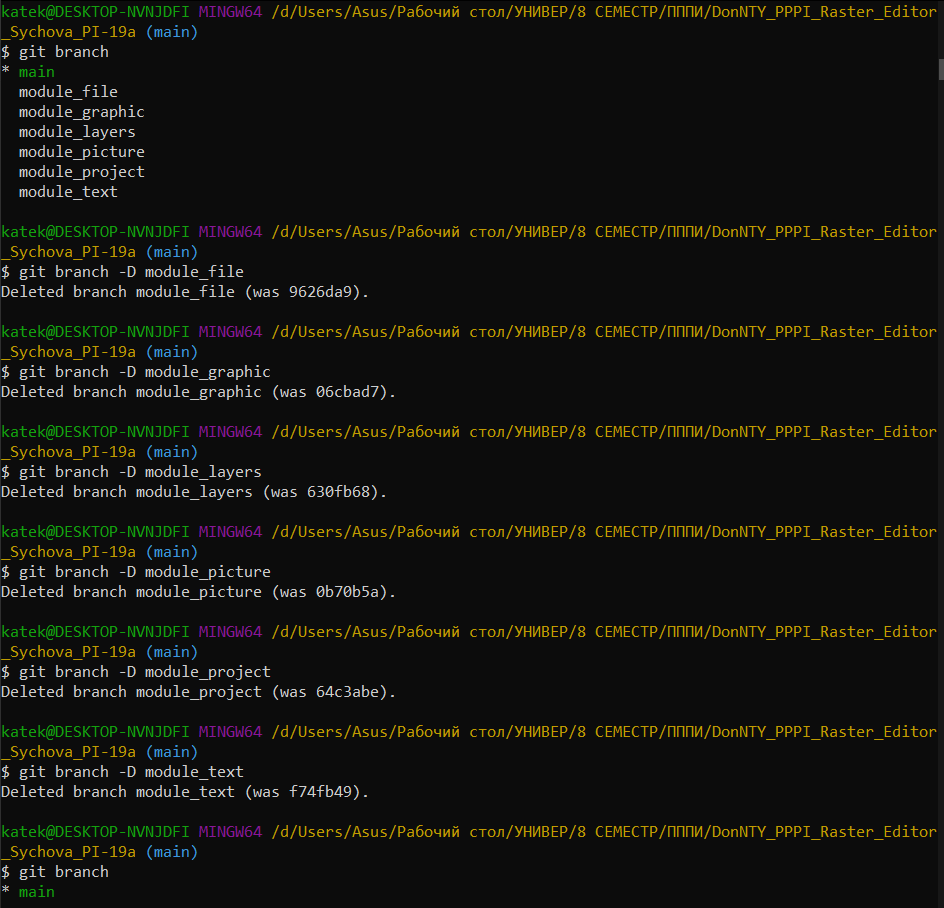 katek@DESKTOP-NVNJDFI MINGW64 /d/Users/Asus/Рабочий стол/УНИВЕР/8 СЕМЕСТР/ПППИ/DonNTY_PPPI_Raster_Editor
_Sychova_PI-19a (main)
$ git branch
* main
  module_file
  module_graphic
  module_layers
  module_picture
  module_project
  module_text

katek@DESKTOP-NVNJDFI MINGW64 /d/Users/Asus/Рабочий стол/УНИВЕР/8 СЕМЕСТР/ПППИ/DonNTY_PPPI_Raster_Editor
_Sychova_PI-19a (main)
$ git branch -D module_file
Deleted branch module_file (was 9626da9).

katek@DESKTOP-NVNJDFI MINGW64 /d/Users/Asus/Рабочий стол/УНИВЕР/8 СЕМЕСТР/ПППИ/DonNTY_PPPI_Raster_Editor
_Sychova_PI-19a (main)
$ git branch -D module_graphic
Deleted branch module_graphic (was 06cbad7).

katek@DESKTOP-NVNJDFI MINGW64 /d/Users/Asus/Рабочий стол/УНИВЕР/8 СЕМЕСТР/ПППИ/DonNTY_PPPI_Raster_Editor
_Sychova_PI-19a (main)
$ git branch -D module_layers
Deleted branch module_layers (was 630fb68).

katek@DESKTOP-NVNJDFI MINGW64 /d/Users/Asus/Рабочий стол/УНИВЕР/8 СЕМЕСТР/ПППИ/DonNTY_PPPI_Raster_Editor
_Sychova_PI-19a (main)
$ git branch -D module_picture
Deleted branch module_picture (was 0b70b5a).

katek@DESKTOP-NVNJDFI MINGW64 /d/Users/Asus/Рабочий стол/УНИВЕР/8 СЕМЕСТР/ПППИ/DonNTY_PPPI_Raster_Editor
_Sychova_PI-19a (main)
$ git branch -D module_project
Deleted branch module_project (was 64c3abe).

katek@DESKTOP-NVNJDFI MINGW64 /d/Users/Asus/Рабочий стол/УНИВЕР/8 СЕМЕСТР/ПППИ/DonNTY_PPPI_Raster_Editor
_Sychova_PI-19a (main)
$ git branch -D module_text
Deleted branch module_text (was f74fb49).

katek@DESKTOP-NVNJDFI MINGW64 /d/Users/Asus/Рабочий стол/УНИВЕР/8 СЕМЕСТР/ПППИ/DonNTY_PPPI_Raster_Editor
_Sychova_PI-19a (main)
$ git branch
* main